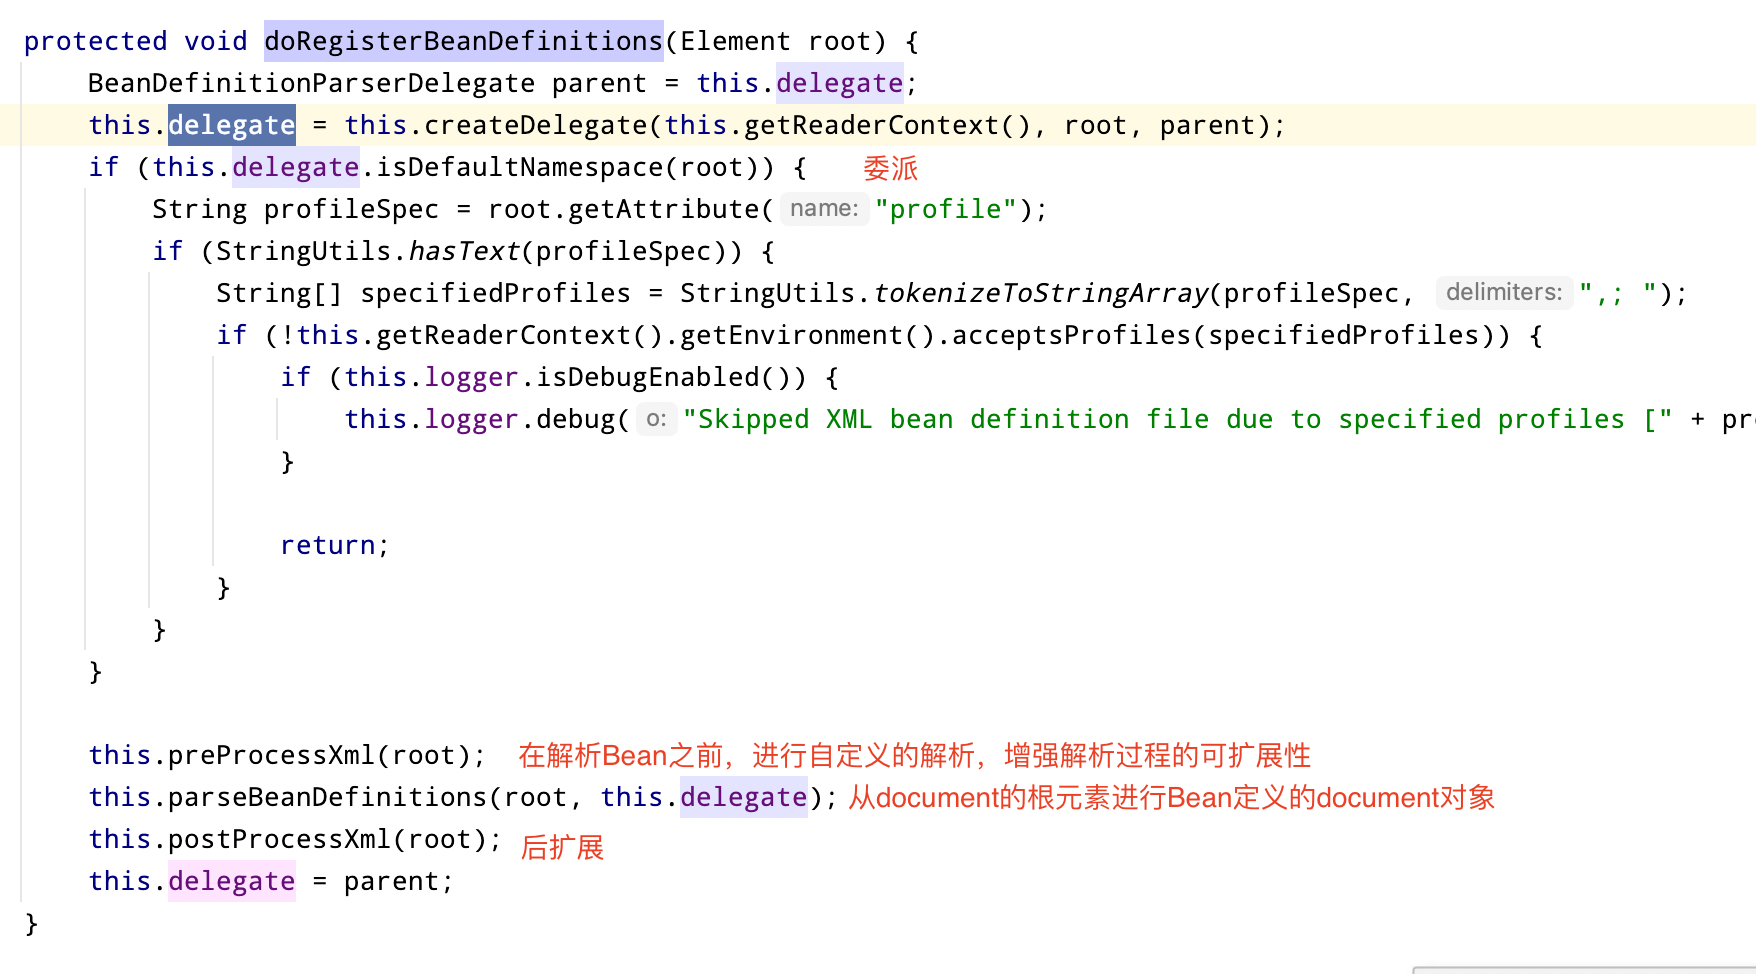 protected void doRegisterBeanDefinitions(Element root) {
BeanDefinitionParserDelegate parent = this.delegate;
this.delegate = this.createDelegate(this.getReaderContext(), root, parent);
if (this.delegate.isDefaultNamespace(root)) { 委派
String profileSpec = root.getAttribute( name: "profile");
if (StringUtils.hasText(profileSpec)) {
String[] specifiedProfiles = StringUtils.tokenizeToStringArray(profileSpec, delimiters: ",; ");
if (!this.getReaderContext().getEnvironment().acceptsProfiles(specifiedProfiles)) {
if (this.logger.isDebugEnabled()) {
this.logger.debug( o: "Skipped XML bean definition file due to specified profiles [" + pr
}
return;
}
}
}
this.preProcessXml(root); 在解析Bean之前，进行自定义的解析，增强解析过程的可扩展性
this.parseBeanDefinitions(root, this.delegate); 从document的根元素进行Bean定义的document对象
this.postProcessXml(root); 后扩展
this.delegate = parent;
}